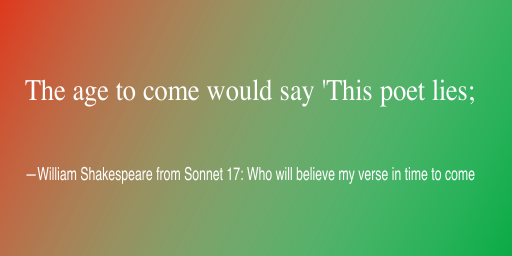 The age to come would say 'This poet lies;
—William Shakespeare from Sonnet 17: Who will believe my verse in time to come